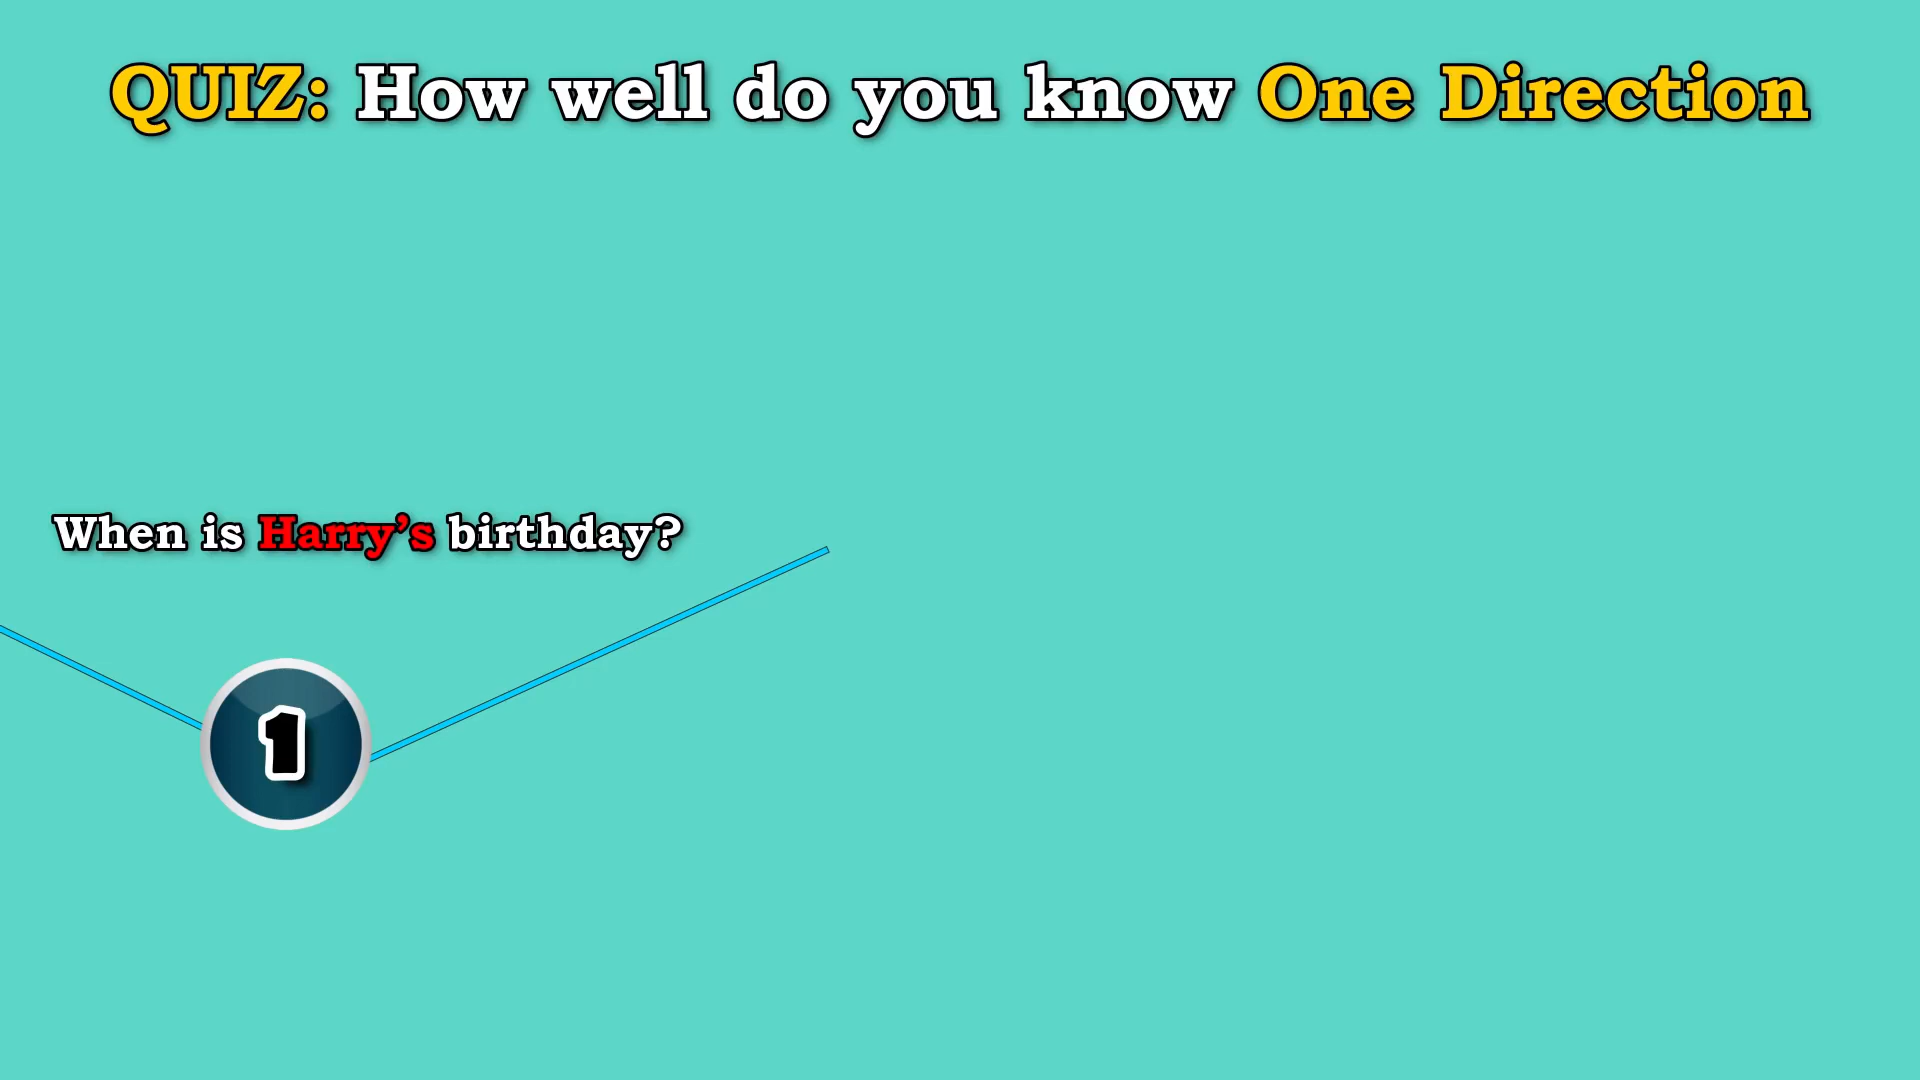 QUIZ: How well do you know One Direction
When is Harry’s birthday?
1